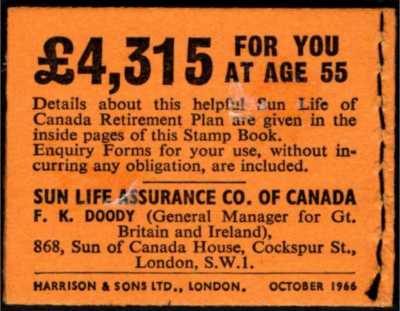 £4,315 FOR YOU
AT AGE 55
Details about this helpful Sun Life of
Canada Retirement Plan are given in the
inside pages of this Stamp Book.
Enquiry Forms for your use, without in-
curring any obligation, are included.
SUN LIFE ASSURANCE CO. OF CANADA
F. K. DOODY (General Manager for Gt.
Britain and Ireland),
868, Sun of Canada House, Cockspur St.,
London, S.W.1.
HARRISON & SONS LTD., LONDON. OCTOBER 1966